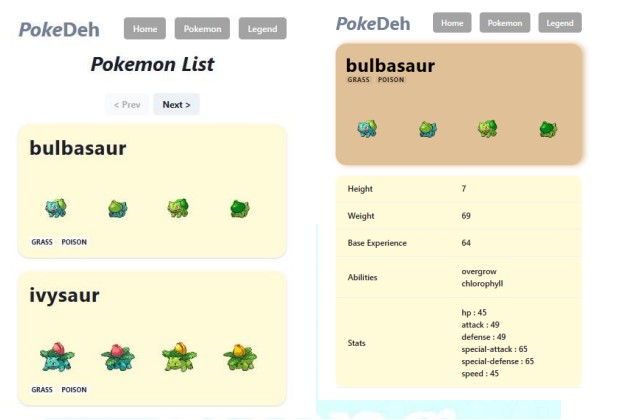 PokeDeh
Home
Pokemon
Legend
Pokemon List
< Prev
Next >
bulbasaur
GRASS POISON
ivysaur
GRASS POISON
PokeDeh
Home
Pokemon
Legend
bulbasaur
GRASS POISON
Height 7
Weight 69
Base Experience 64
Abilities
overgrow
chlorophyll
Stats
hp : 45
attack : 49
defense : 49
special-attack : 65
special-defense : 65
speed : 45